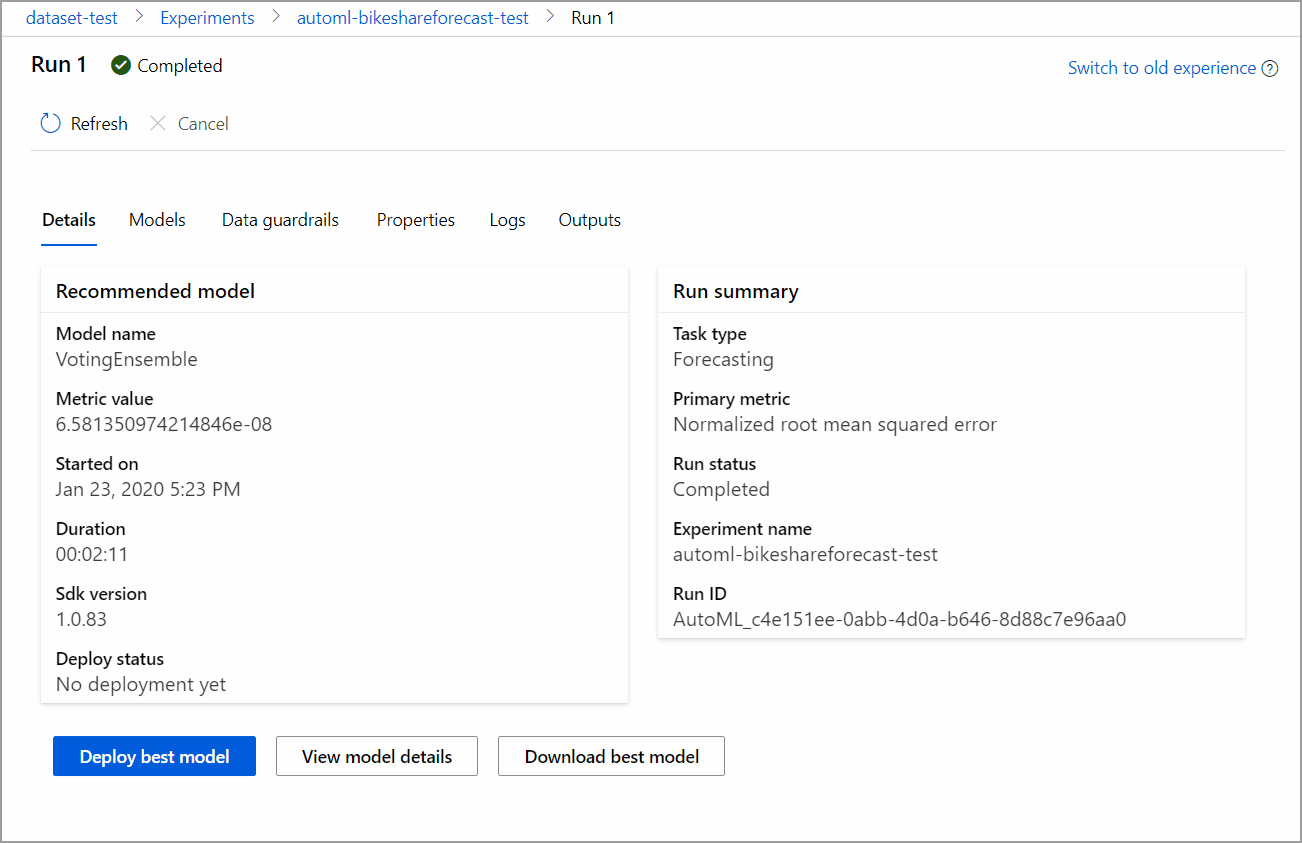 dataset-test > Experiments > automl-bikeshareforecast-test > Run 1
Run 1 Completed
Switch to old experience ?
Refresh Cancel
Details Models Data guardrails Properties Logs Outputs
Recommended model
Model name
VotingEnsemble
Metric value
6.581350974214846e-08
Started on
Jan 23, 2020 5:23 PM
Duration
00:02:11
Sdk version
1.0.83
Deploy status
No deployment yet
Run summary
Task type
Forecasting
Primary metric
Normalized root mean squared error
Run status
Completed
Experiment name
automl-bikeshareforecast-test
Run ID
AutoML_c4e151ee-0abb-4d0a-b646-8d88c7e96aa0
Deploy best model View model details Download best model